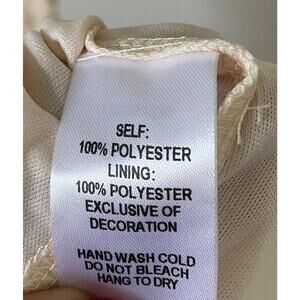 SELF:
100% POLYESTER
LINING:
100% POLYESTER
EXCLUSIVE OF
DECORATION
HAND WASH COLD
DO NOT BLEACH
HANG TO DRY